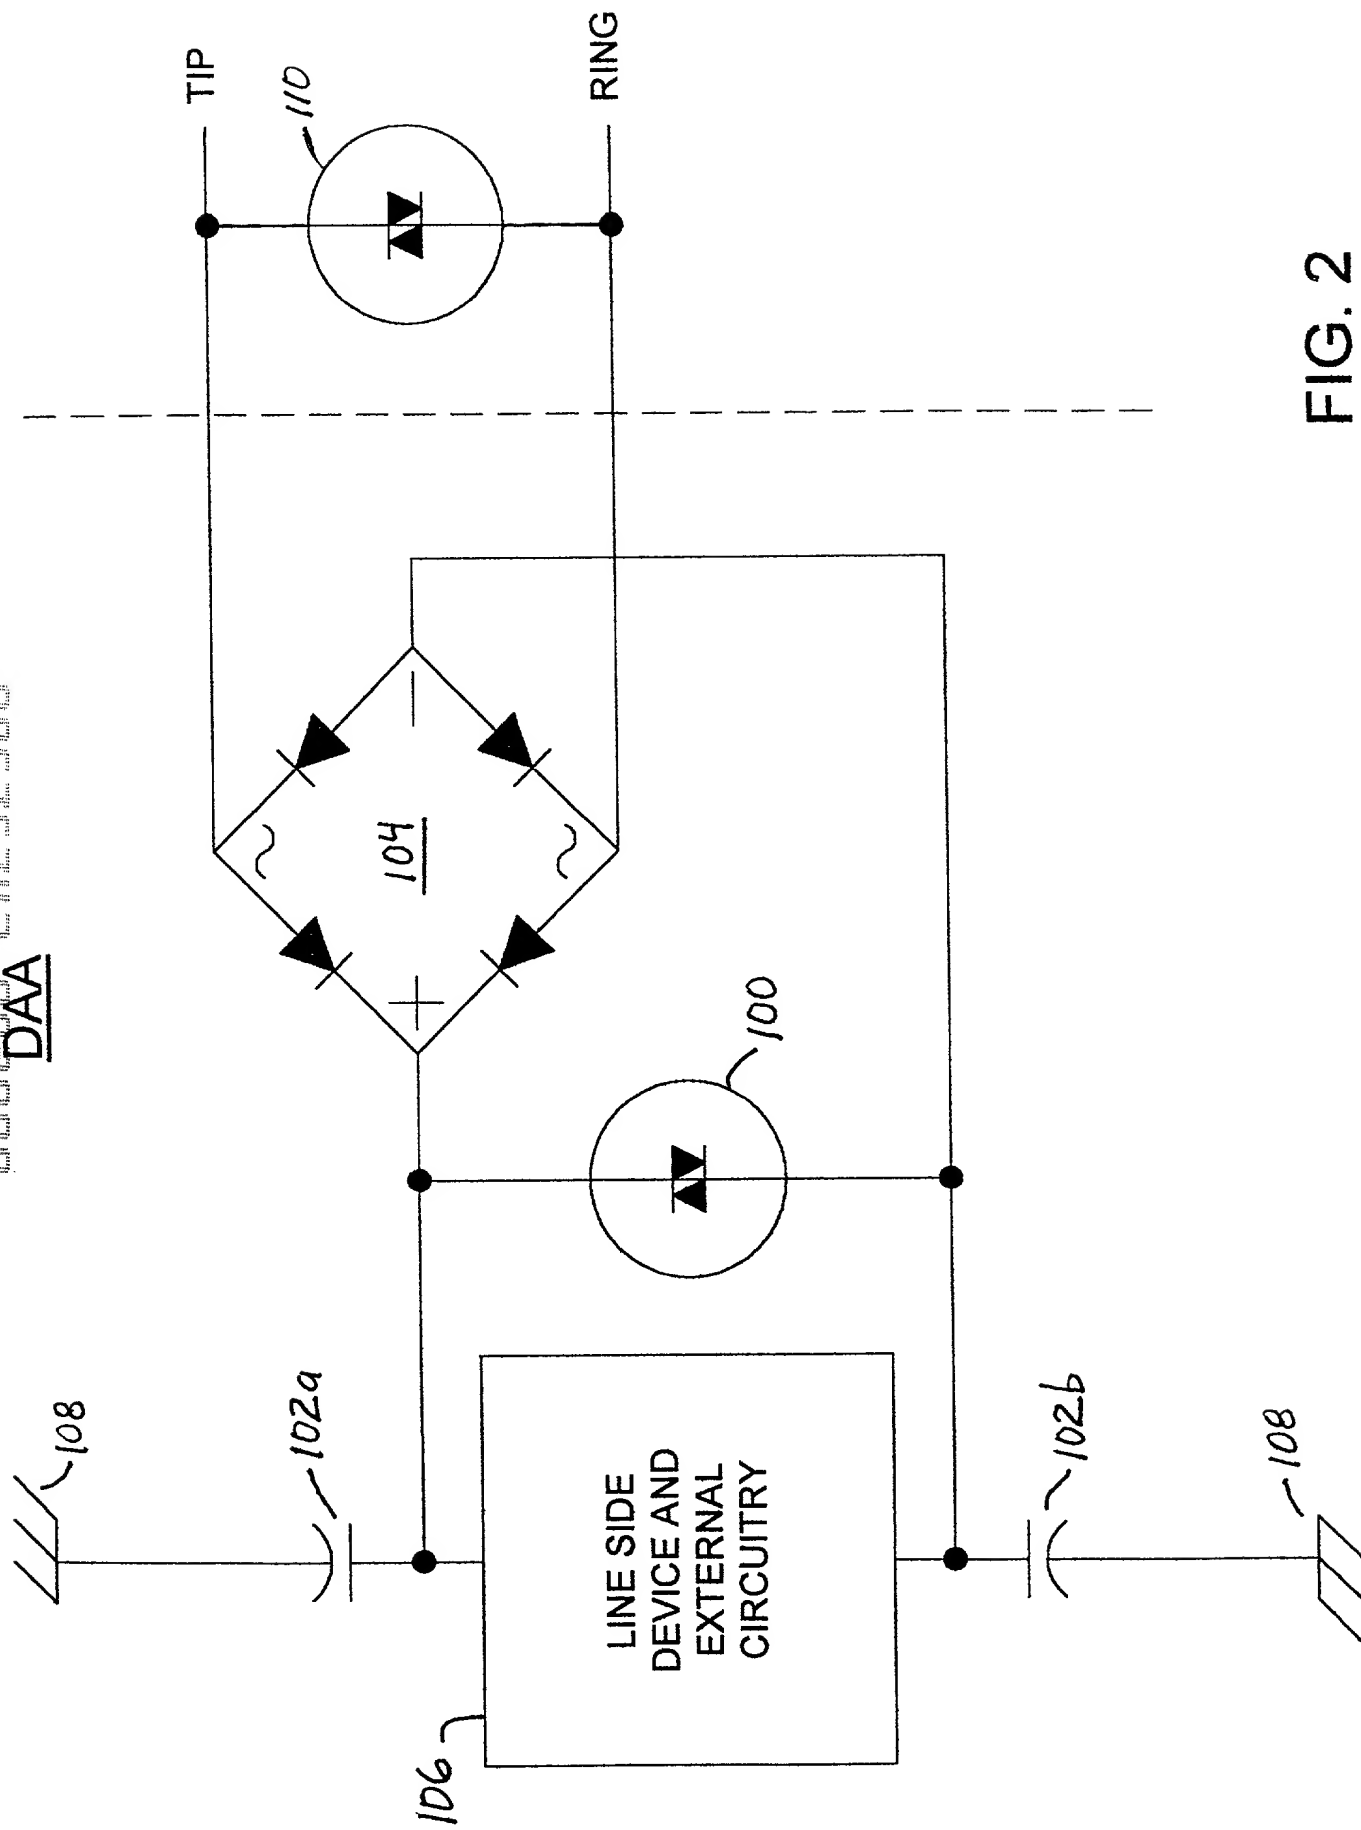 DAA
TIP
110
RING
104
~
~
+
—
100
108
102a
106
LINE SIDE
DEVICE AND
EXTERNAL
CIRCUITRY
102b
108
FIG. 2